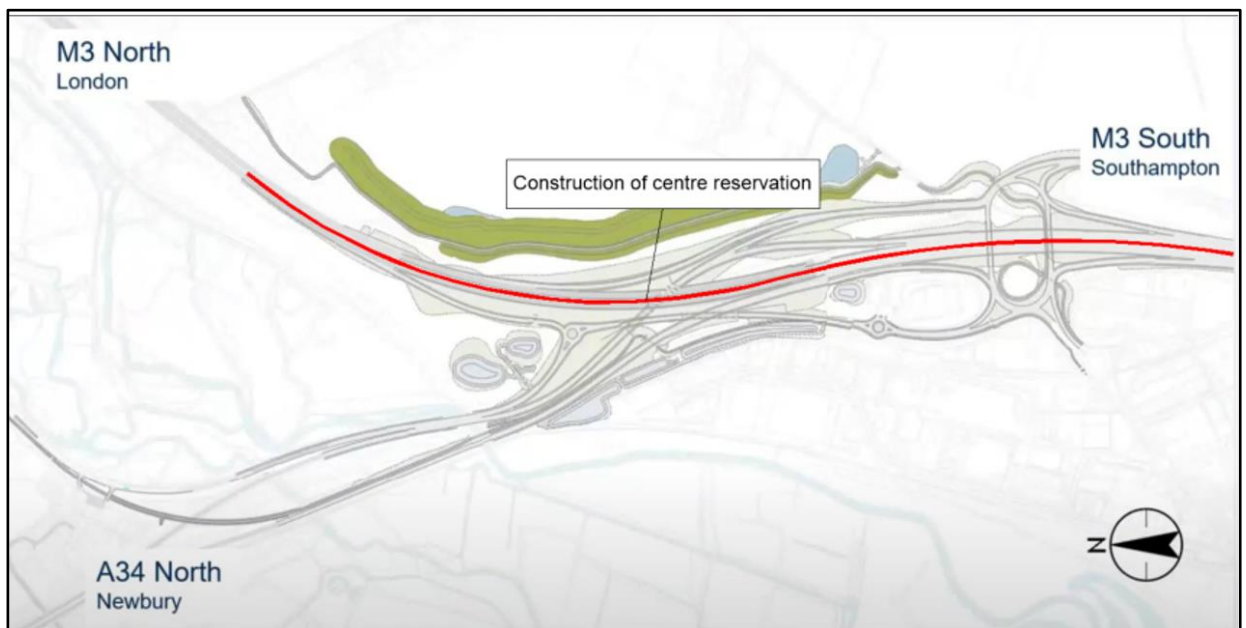 M3 North
London
M3 South
Southampton
Construction of centre reservation
A34 North
Newbury
N